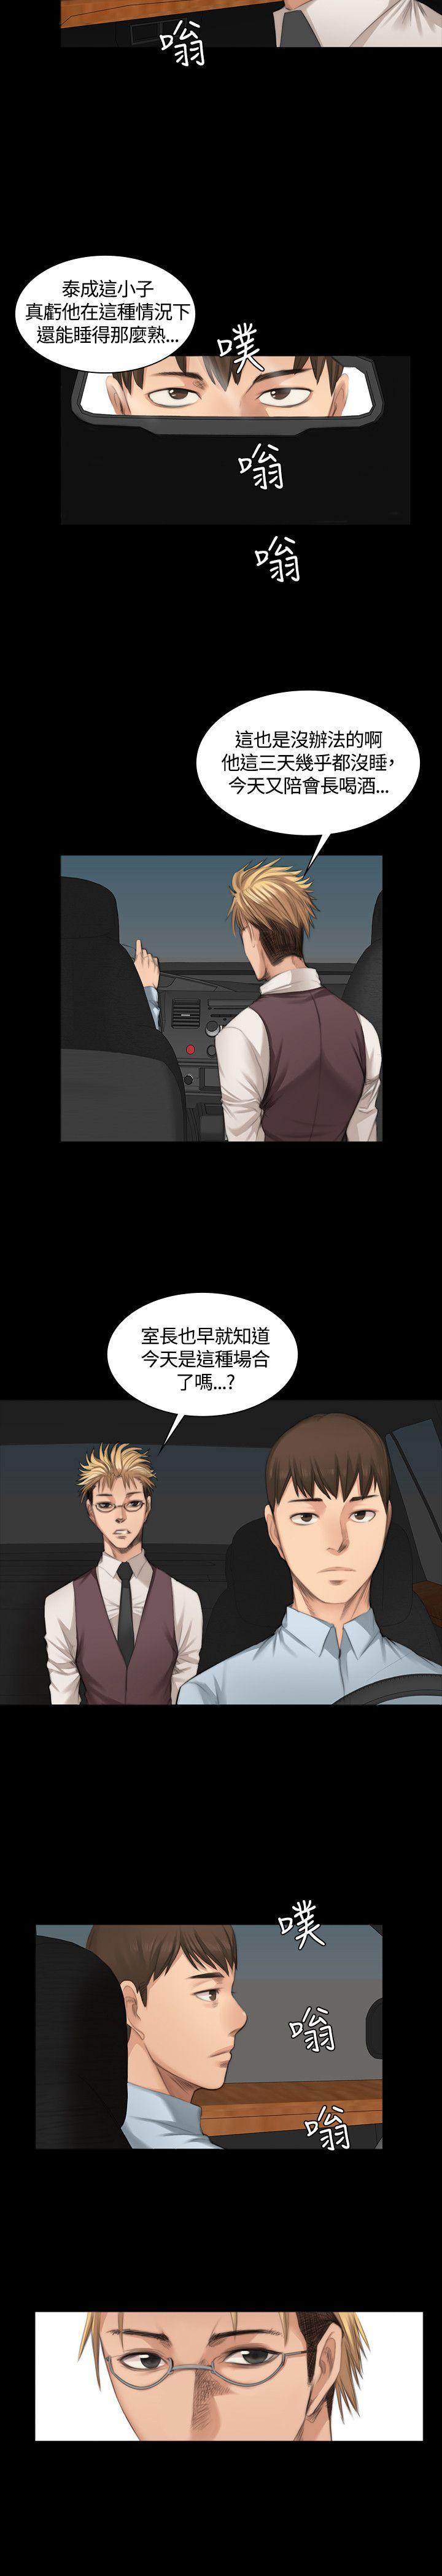 嗡
泰成這小子
真虧他在這種情況下
還能睡得那麼熟...
噗
嗡
嗡
這也是沒辦法的啊
他這三天幾乎都沒睡，
今天又陪會長喝酒...
室長也早就知道
今天是這種場合
了嗎...?
噗
嗡
嗡